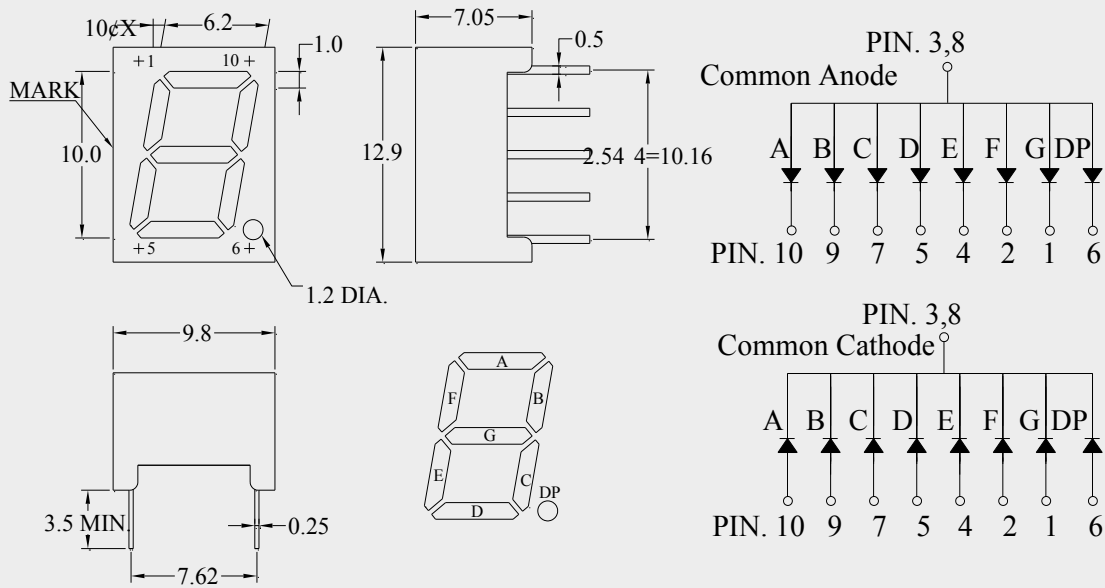 10¢X
6.2
1.0
+1 10+
MARK
10.0
+5 6+
1.2 DIA.
7.05
0.5
12.9
2.54 4=10.16
PIN. 3,8
Common Anode
A B C D E F G DP
PIN. 10 9 7 5 4 2 1 6
9.8
3.5 MIN.
0.25
7.62
A
F B
G
E C
D DP
PIN. 3,8
Common Cathode
A B C D E F G DP
PIN. 10 9 7 5 4 2 1 6